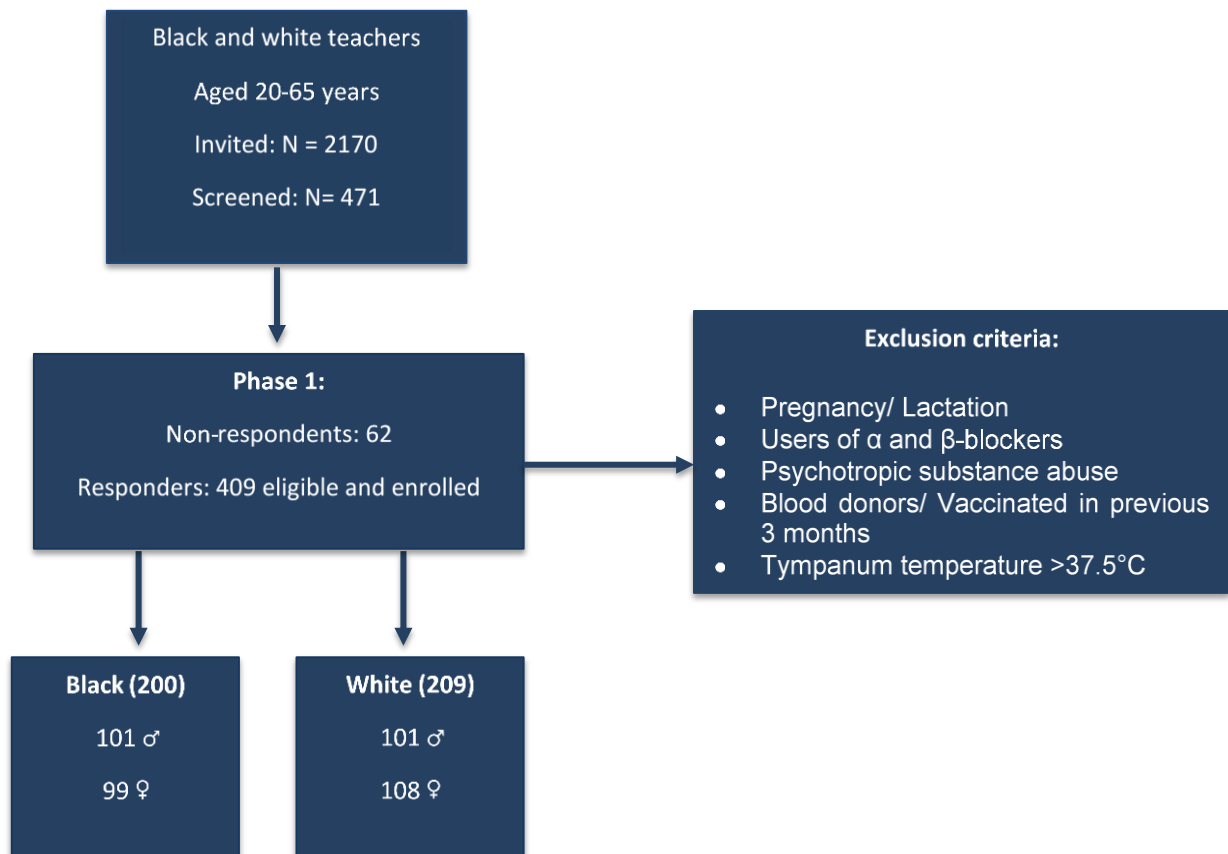 Black and white teachers
Aged 20-65 years
Invited: N = 2170
Screened: N= 471
Phase 1:
Non-respondents: 62
Responders: 409 eligible and enrolled
Exclusion criteria:
• Pregnancy/ Lactation
• Users of α and β-blockers
• Psychotropic substance abuse
• Blood donors/ Vaccinated in previous
3 months
• Tympanum temperature >37.5°C
Black (200)
101 ♂
99 ♀
White (209)
101 ♂
108 ♀